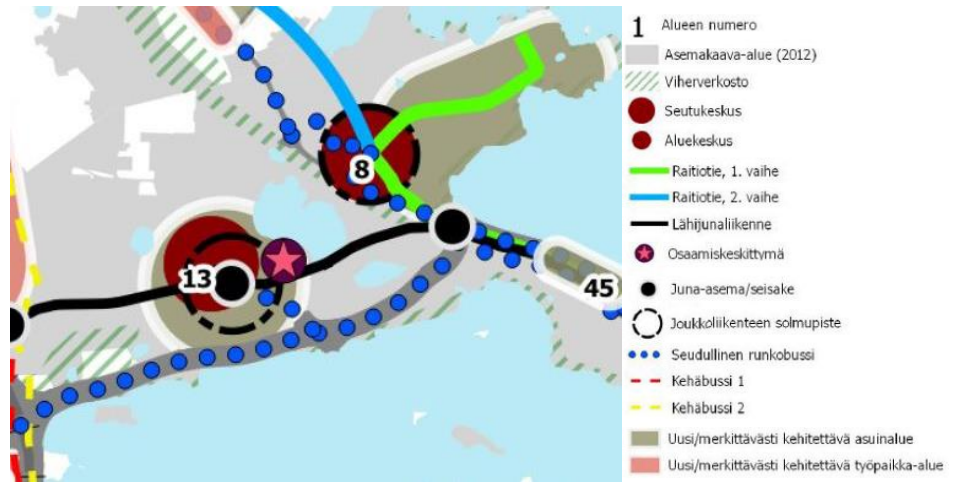 8
13
45
1 Alueen numero
Asemakaava-alue (2012)
Viherverkosto
Seutukeskus
Aluekeskus
Raitiotie, 1. vaihe
Raitiotie, 2. vaihe
Lähijunaliikenne
Osaamiskeskittymä
Juna-asema/seisake
Joukkoliikenteen solmupiste
Seudullinen runkobussi
Kehäbussi 1
Kehäbussi 2
Uusi/merkittävästi kehitettävä asuinalue
Uusi/merkittävästi kehitettävä työpaikka-alue